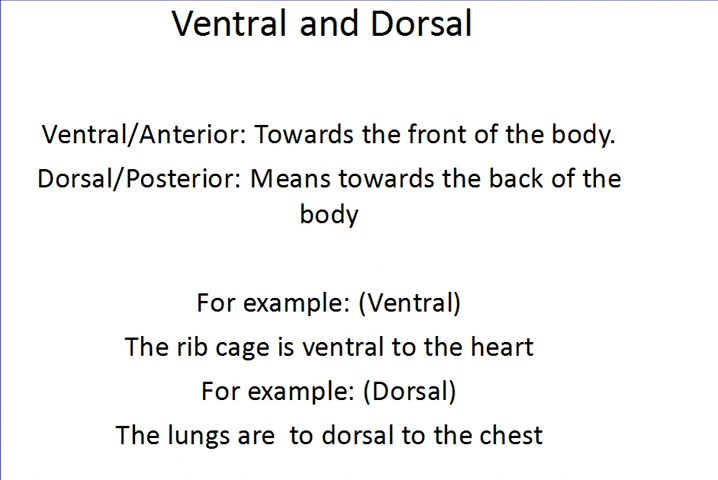 Ventral and Dorsal
Ventral/Anterior: Towards the front of the body.
Dorsal/Posterior: Means towards the back of the
body
For example: (Ventral)
The rib cage is ventral to the heart
For example: (Dorsal)
The lungs are  to dorsal to the chest